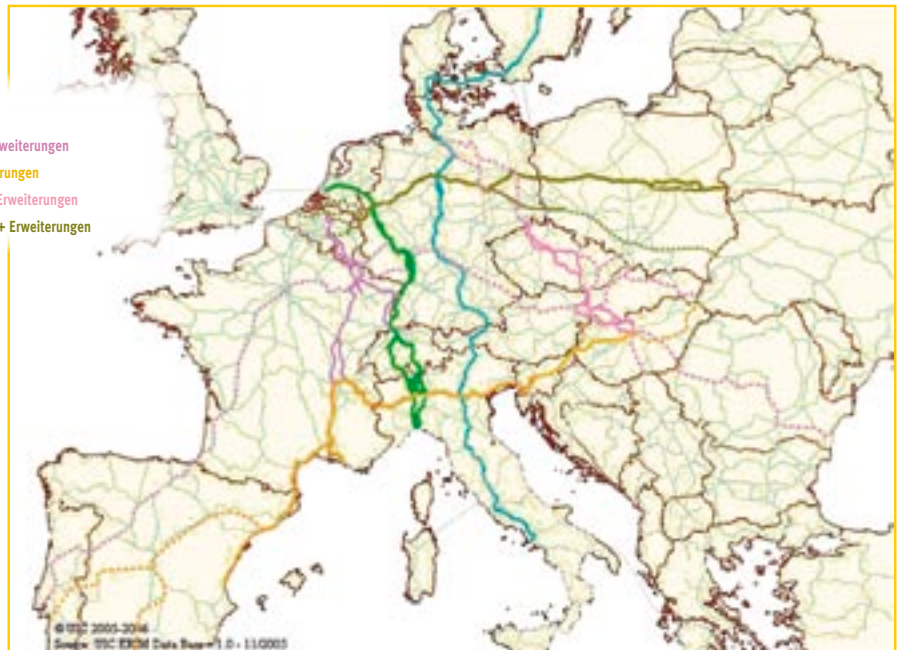 weiterungen
rungen
Erweiterungen
+ Erweiterungen
© UIC 2005-2006
Source: UIC ERIM Data Base - 1.0 - 11/2005